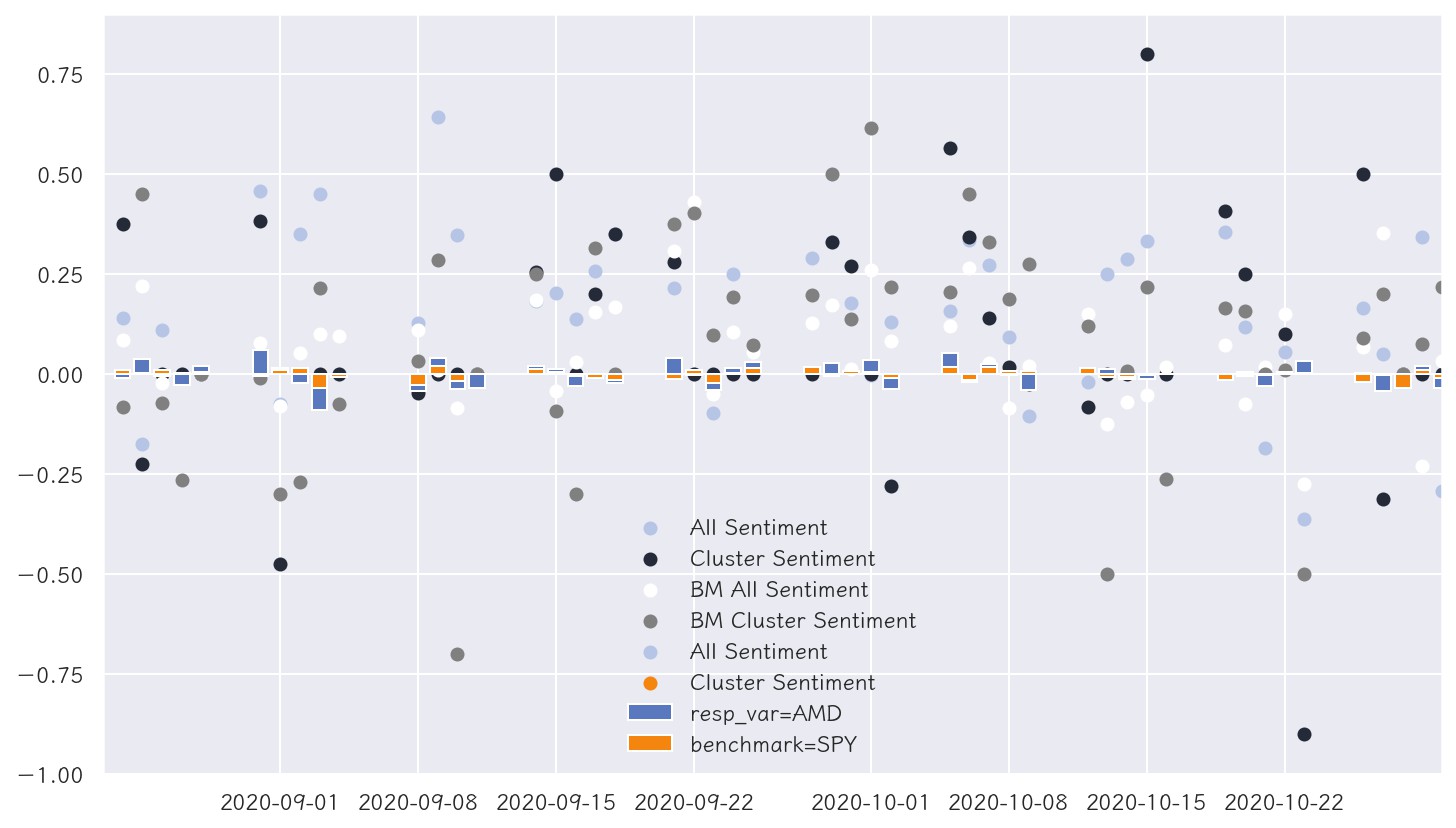 0.75
0.50
0.25
0.00
−0.25
−0.50
−0.75
−1.00
All Sentiment
Cluster Sentiment
BM All Sentiment
BM Cluster Sentiment
All Sentiment
Cluster Sentiment
resp_var=AMD
benchmark=SPY
2020-09-01 2020-09-08 2020-09-15 2020-09-22 2020-10-01 2020-10-08 2020-10-15 2020-10-22